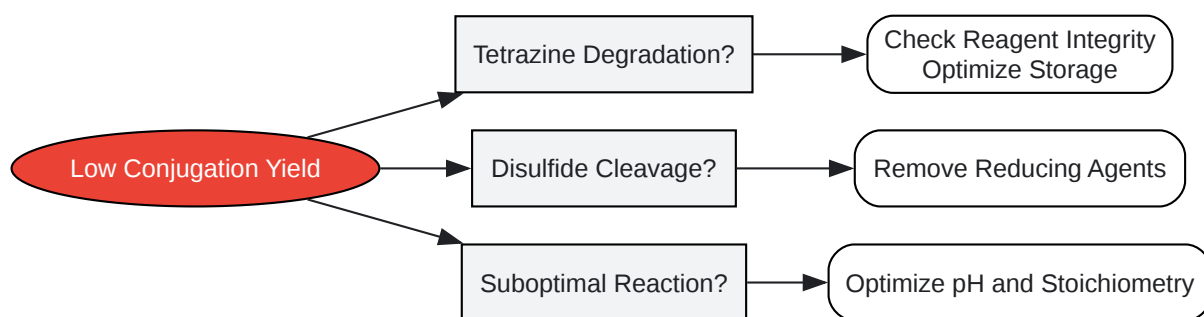 Tetrazine Degradation?
Check Reagent Integrity
Optimize Storage
Low Conjugation Yield
Disulfide Cleavage?
Remove Reducing Agents
Suboptimal Reaction?
Optimize pH and Stoichiometry